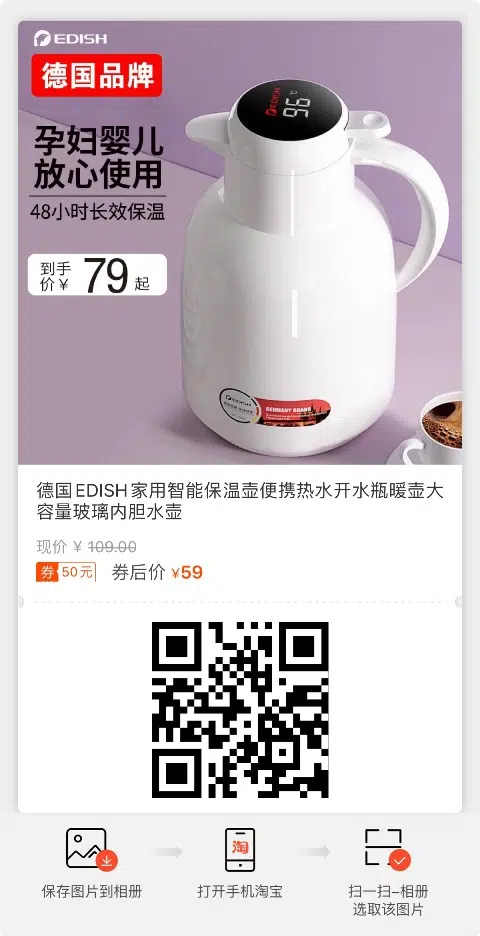 EDISH
德国品牌
孕妇婴儿
放心使用
48小时长效保温
到手
价￥ 79 起
EDISH 96 ℃
EDISH
GERMANY BRAND
德国EDISH家用智能保温壶便携热水开水瓶暖壶大
容量玻璃内胆水壶
现价 ￥ 109.00
券 50元 券后价 ￥59
淘
保存图片到相册
打开手机淘宝
扫一扫-相册
选取该图片